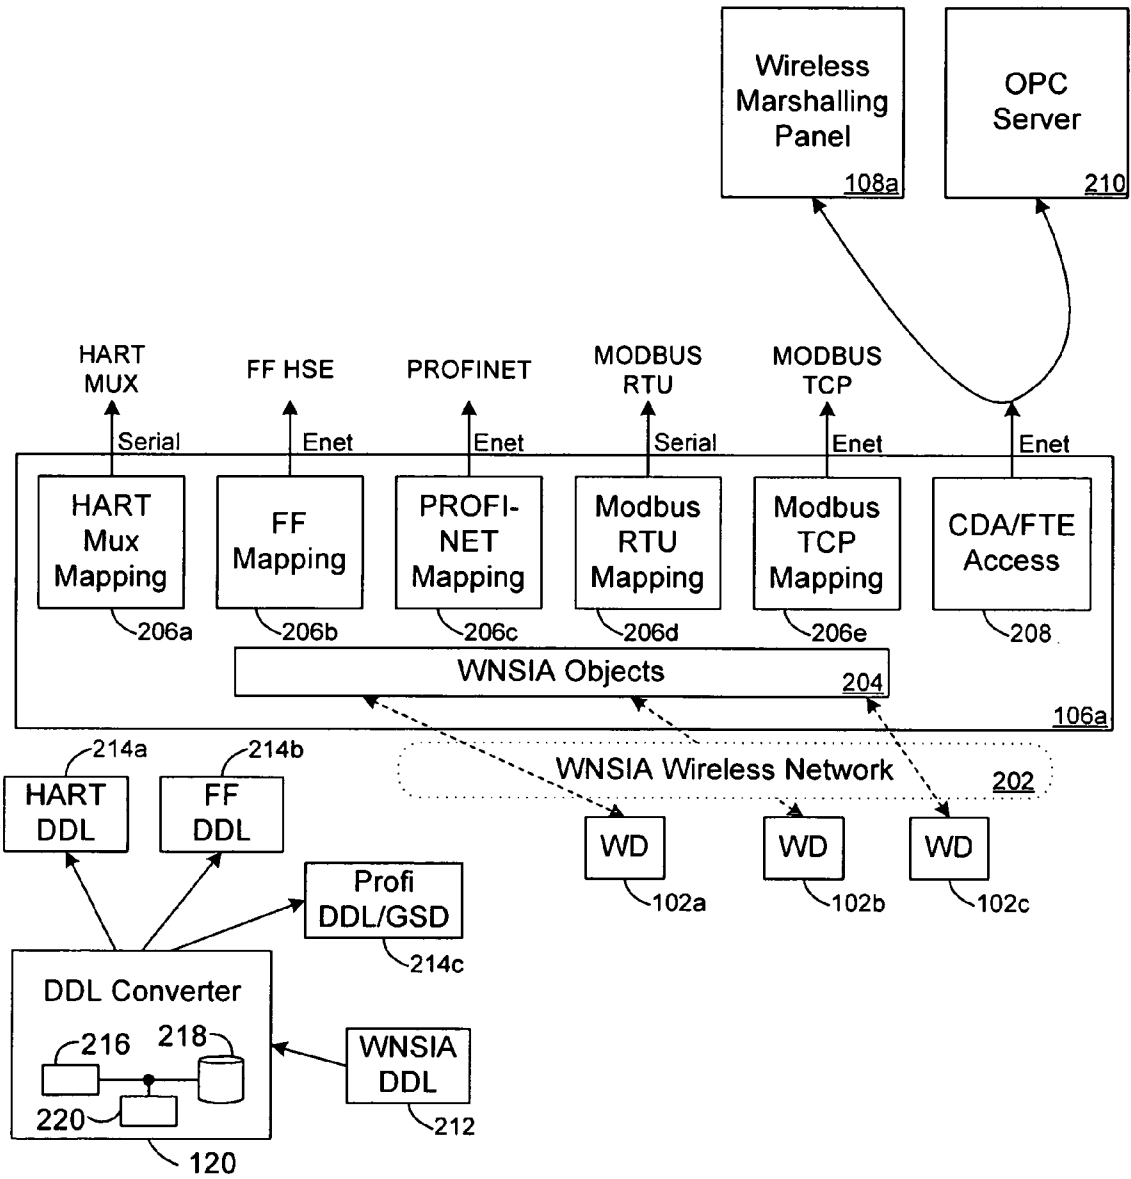 Wireless
Marshalling
Panel
108a
OPC
Server
210
HART
MUX
FF HSE
PROFINET
MODBUS
RTU
MODBUS
TCP
Serial
Enet
Enet
Serial
Enet
Enet
HART
Mux
Mapping
FF
Mapping
PROFI-
NET
Mapping
Modbus
RTU
Mapping
Modbus
TCP
Mapping
CDA/FTE
Access
206a
206b
206c
206d
206e
208
WNSIA Objects
204
106a
214a
214b
HART
DDL
FF
DDL
WNSIA Wireless Network
202
WD
WD
WD
102a
102b
102c
Profi
DDL/GSD
214c
DDL Converter
216
218
220
120
WNSIA
DDL
212